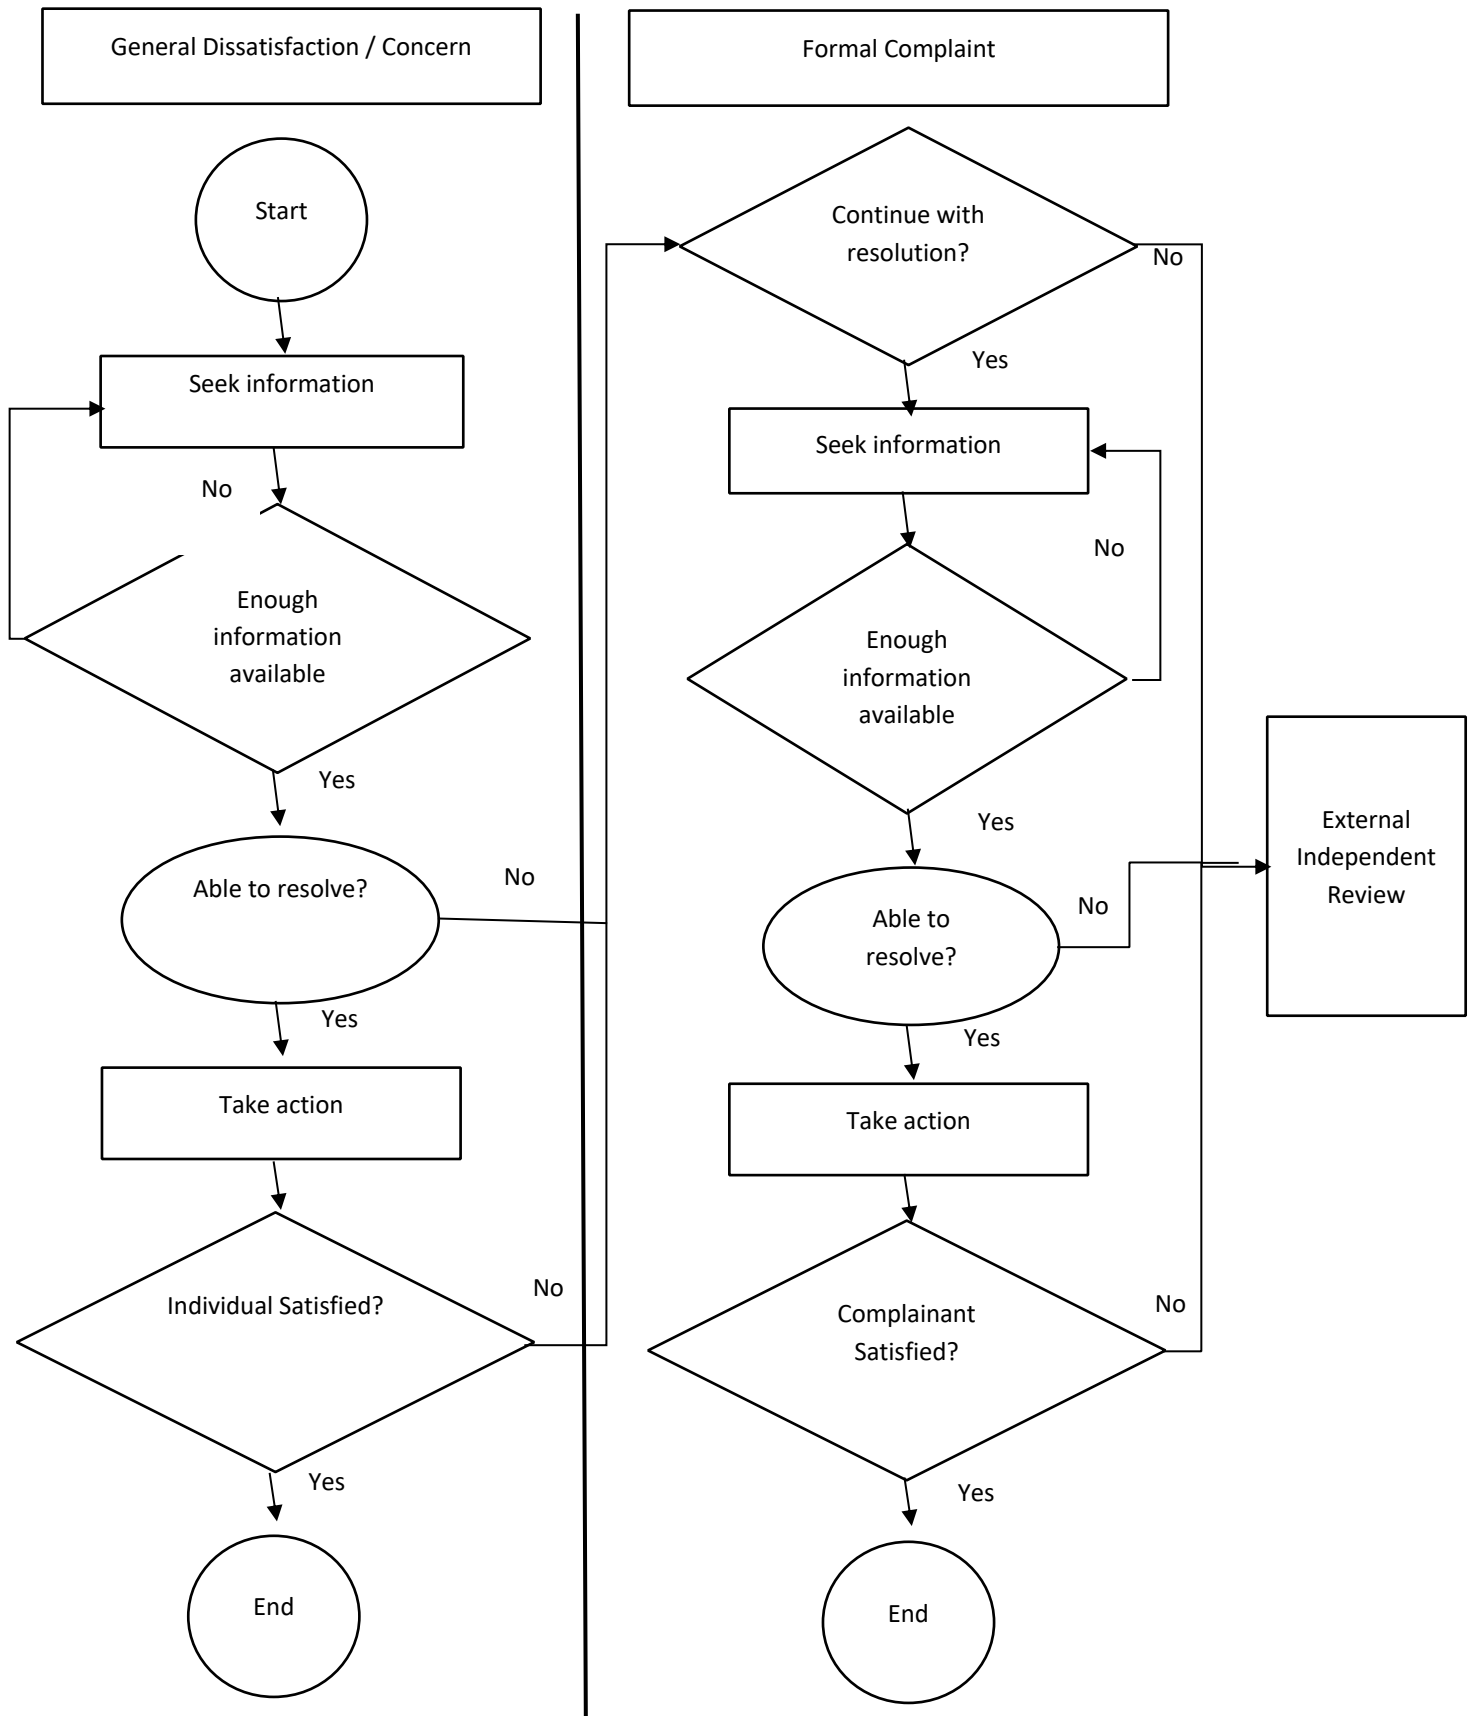 General Dissatisfaction / Concern
Start
Seek information
No
Enough
information
available
Yes
Able to resolve?
No
Yes
Take action
Individual Satisfied?
No
Yes
End
Formal Complaint
Continue with
resolution?
No
Yes
Seek information
No
Enough
information
available
Yes
Able to
resolve?
No
Yes
Take action
Complainant
Satisfied?
No
Yes
End
External
Independent
Review